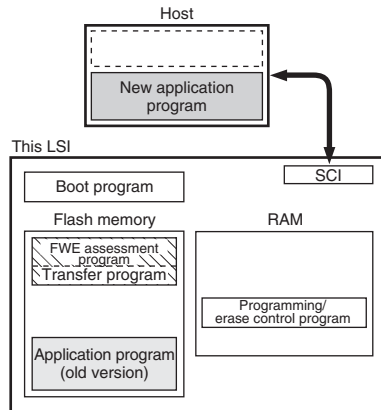 Host
New application
program
This LSI
SCI
Boot program
Flash memory
RAM
FWE assessment
program
Transfer program
Programming/
erase control program
Application program
(old version)